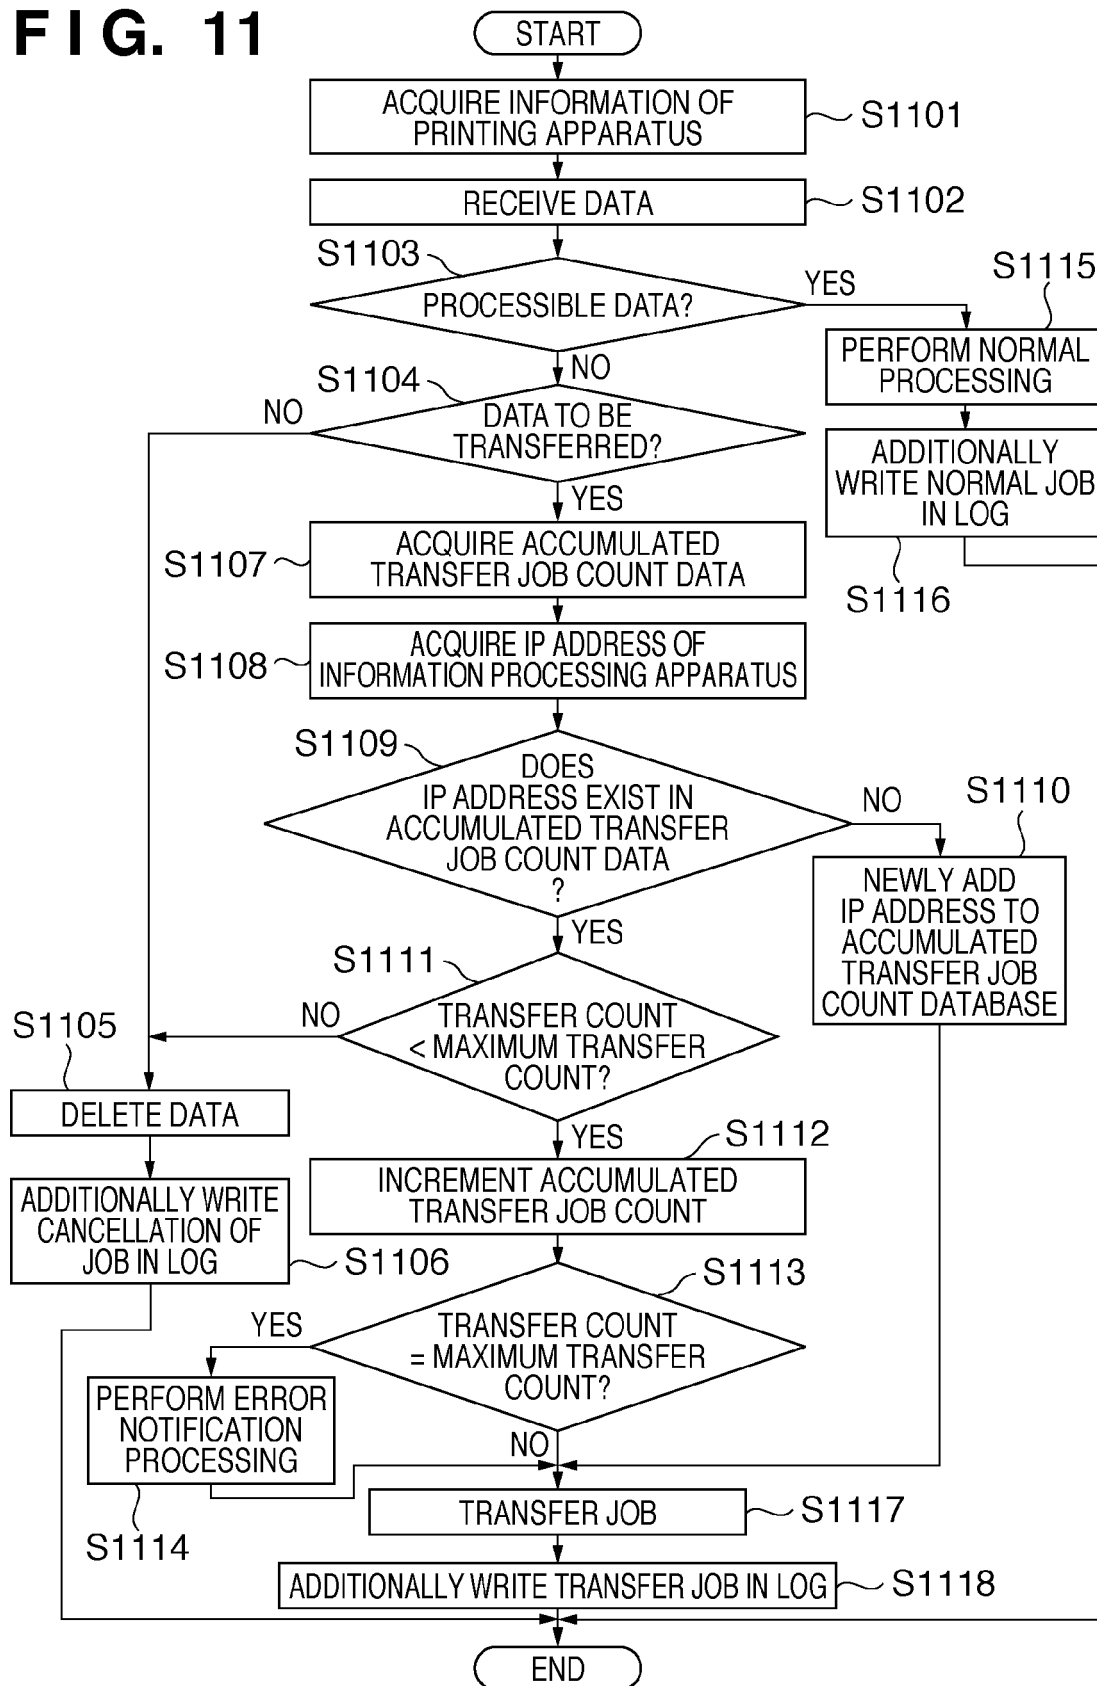 FIG. 11
START
ACQUIRE INFORMATION OF
PRINTING APPARATUS
S1101
RECEIVE DATA
S1102
S1103
PROCESSIBLE DATA?
YES
S1115
NO
PERFORM NORMAL
PROCESSING
S1104
NO
DATA TO BE
TRANSFERRED?
YES
ADDITIONALLY
WRITE NORMAL JOB
IN LOG
S1116
S1107
ACQUIRE ACCUMULATED
TRANSFER JOB COUNT DATA
S1108
ACQUIRE IP ADDRESS OF
INFORMATION PROCESSING APPARATUS
S1109
DOES
IP ADDRESS EXIST IN
ACCUMULATED TRANSFER
JOB COUNT DATA
?
NO
S1110
YES
NEWLY ADD
IP ADDRESS TO
ACCUMULATED
TRANSFER JOB
COUNT DATABASE
S1111
NO
TRANSFER COUNT
< MAXIMUM TRANSFER
COUNT?
S1105
DELETE DATA
YES
S1112
ADDITIONALLY WRITE
CANCELLATION OF
JOB IN LOG
S1106
INCREMENT ACCUMULATED
TRANSFER JOB COUNT
S1113
YES
TRANSFER COUNT
= MAXIMUM TRANSFER
COUNT?
PERFORM ERROR
NOTIFICATION
PROCESSING
S1114
NO
TRANSFER JOB
S1117
ADDITIONALLY WRITE TRANSFER JOB IN LOG
S1118
END